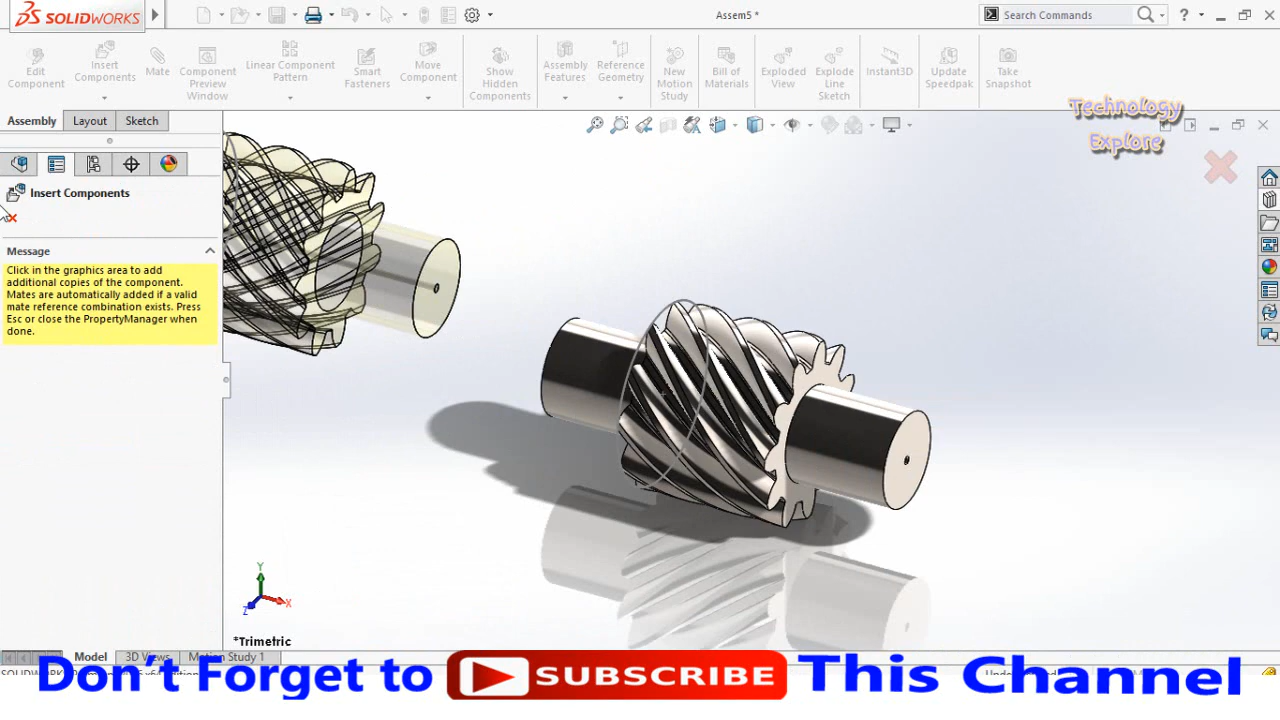 SOLIDWORKS
Assem5 *
Search Commands
?
Edit
Component
Insert
Components
Mate
Component
Preview
Window
Linear Component
Pattern
Smart
Fasteners
Move
Component
Show
Hidden
Components
Assembly
Features
Reference
Geometry
New
Motion
Study
Bill of
Materials
Exploded
View
Explode
Line
Sketch
Instant3D
Update
Speedpak
Take
Snapshot
Technology
Explore
Assembly
Layout
Sketch
Insert Components
Message
Click in the graphics area to add
additional copies of the component.
Mates are automatically added if a valid
mate reference combination exists. Press
Esc or close the PropertyManager when
done.
Y
X
Z
*Trimetric
Model
3D Views
Motion Study 1
Don't Forget to SUBSCRIBE This Channel